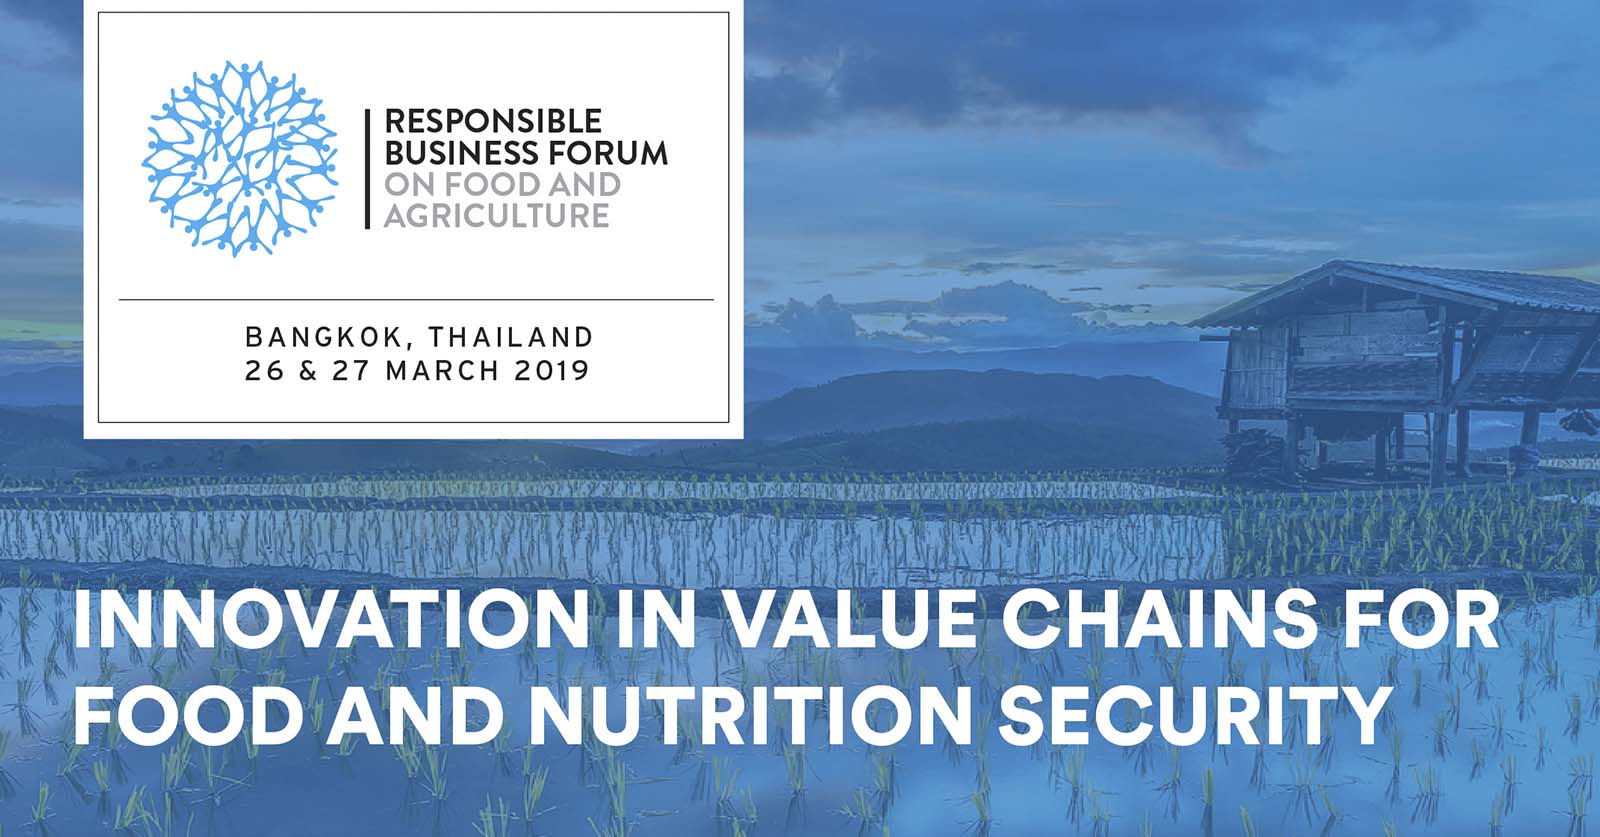 RESPONSIBLE
BUSINESS FORUM
ON FOOD AND
AGRICULTURE
BANGKOK, THAILAND
26 & 27 MARCH 2019
INNOVATION IN VALUE CHAINS FOR
FOOD AND NUTRITION SECURITY